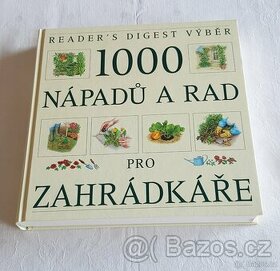 READER'S DIGEST VÝBĚR
1000
NÁPADŮ A RAD
PRO
ZAHRÁDKÁŘE
Bazos.cz